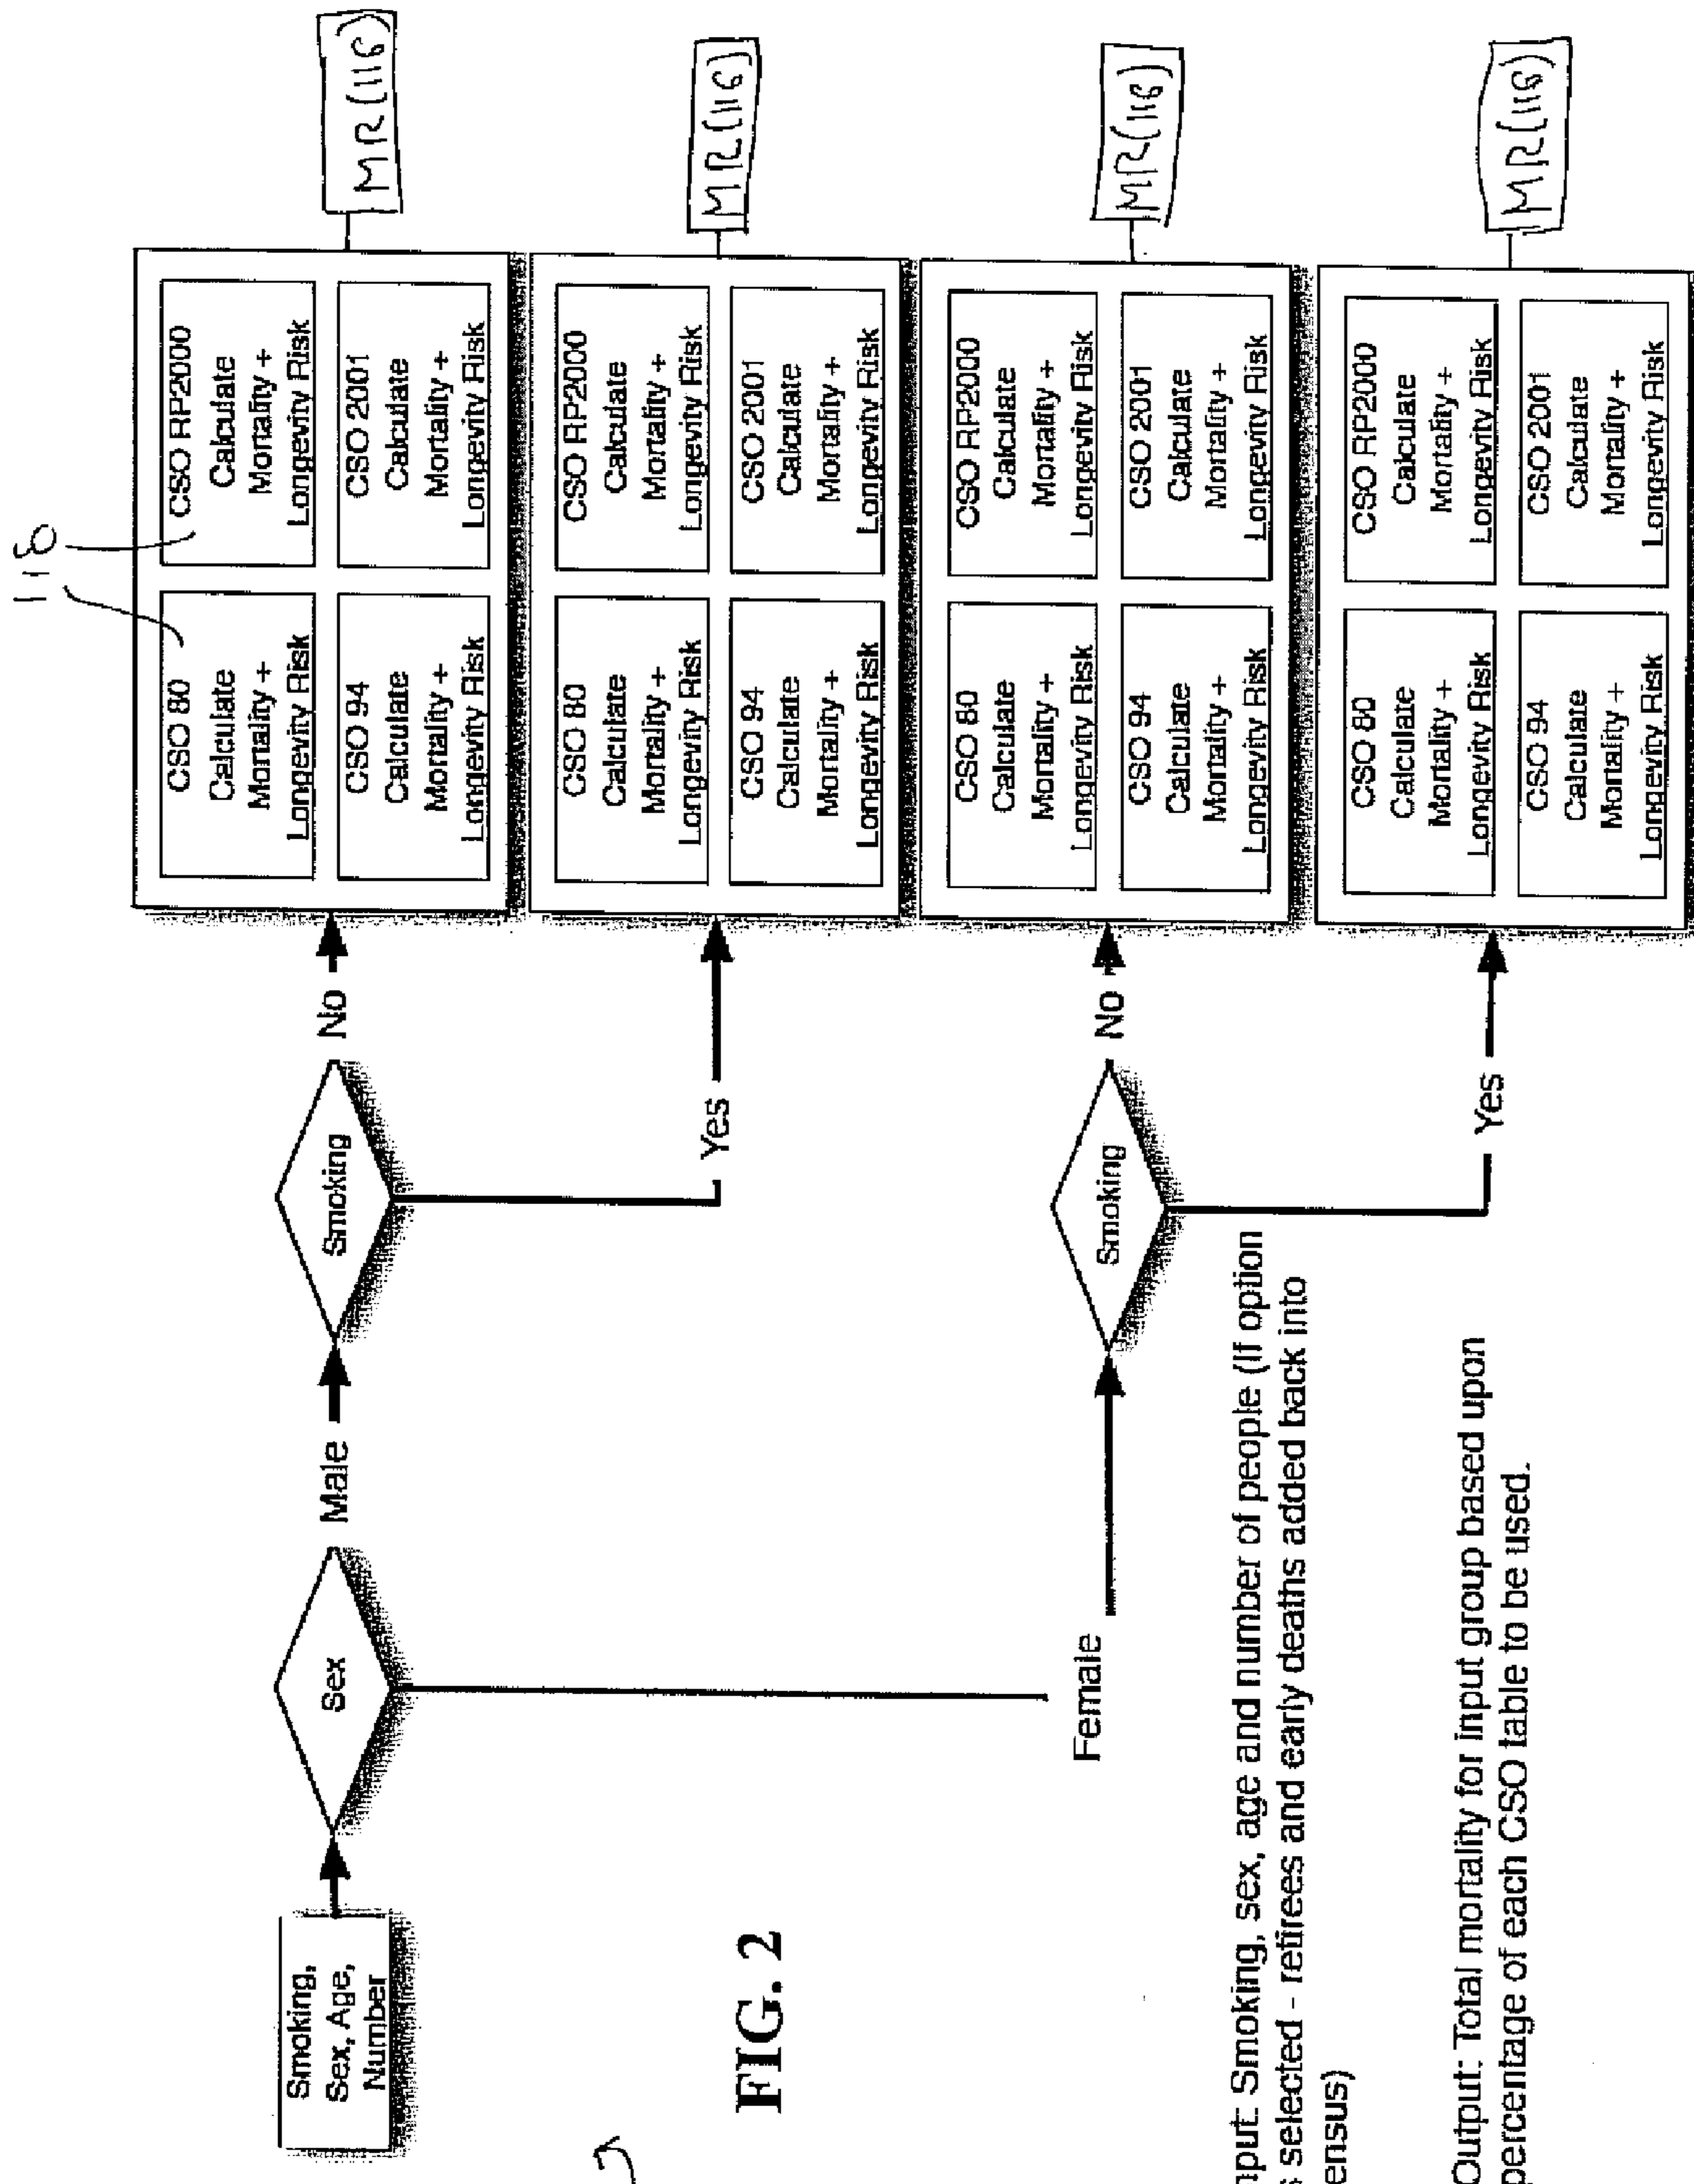 118
Smoking,
Sex, Age,
Number
Sex
Male
Smoking
No
CSO 80
Calculate
Mortality +
Longevity Risk
CSO RP2000
Calculate
Mortality +
Longevity Risk
CSO 94
Calculate
Mortality +
Longevity Risk
CSO 2001
Calculate
Mortality +
Longevity Risk
MR(116)
Yes
CSO 80
Calculate
Mortality +
Longevity Risk
CSO RP2000
Calculate
Mortality +
Longevity Risk
CSO 94
Calculate
Mortality +
Longevity Risk
CSO 2001
Calculate
Mortality +
Longevity Risk
MR(116)
FIG. 2
Female
Smoking
No
CSO 80
Calculate
Mortality +
Longevity Risk
CSO RP2000
Calculate
Mortality +
Longevity Risk
CSO 94
Calculate
Mortality +
Longevity Risk
CSO 2001
Calculate
Mortality +
Longevity Risk
MR(116)
Yes
CSO 80
Calculate
Mortality +
Longevity Risk
CSO RP2000
Calculate
Mortality +
Longevity Risk
CSO 94
Calculate
Mortality +
Longevity Risk
CSO 2001
Calculate
Mortality +
Longevity Risk
MR(116)
nput: Smoking, sex, age and number of people (If option
s selected - retirees and early deaths added back into
ensus)
Output: Total mortality for input group based upon
percentage of each CSO table to be used.